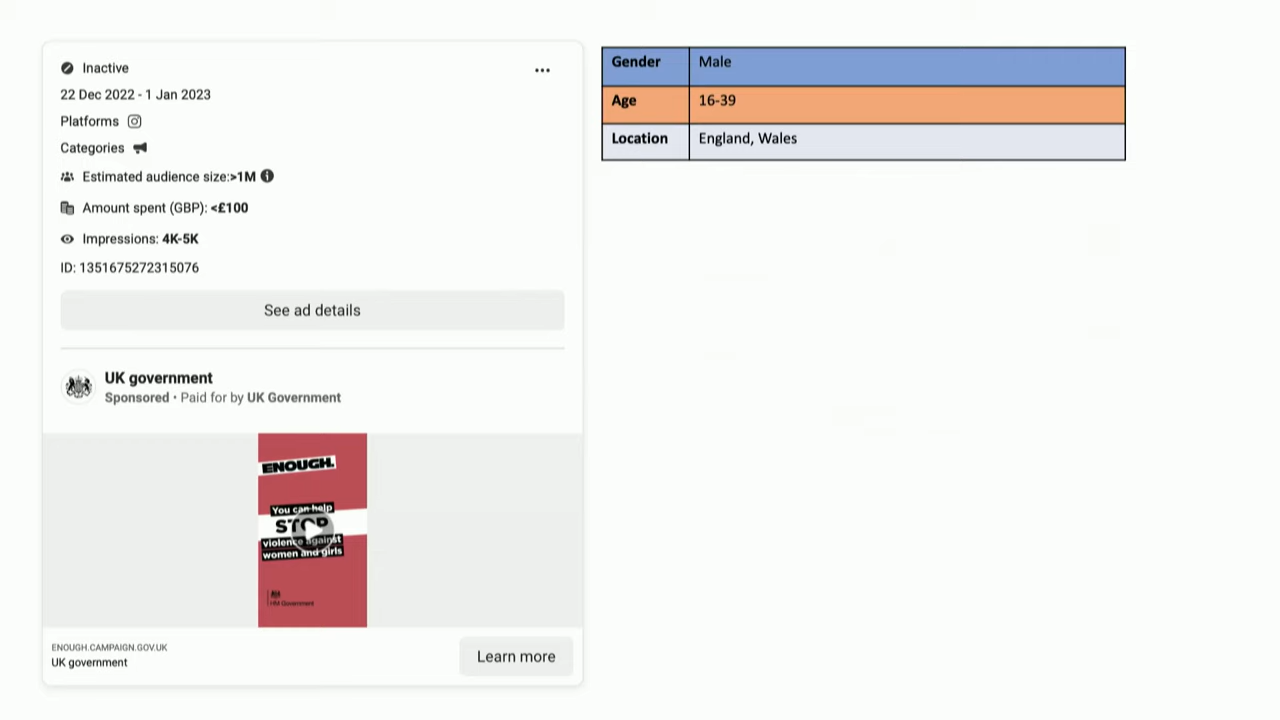 Inactive
22 Dec 2022 - 1 Jan 2023
Platforms
Categories
Estimated audience size:>1M
Amount spent (GBP): <£100
Impressions: 4K-5K
ID: 1351675272315076
See ad details
UK government
Sponsored • Paid for by UK Government
ENOUGH.
You can help
STOP
violence against
women and girls
HM Government
ENOUGH.CAMPAIGN.GOV.UK
UK government
Learn more
Gender Male
Age 16-39
Location England, Wales